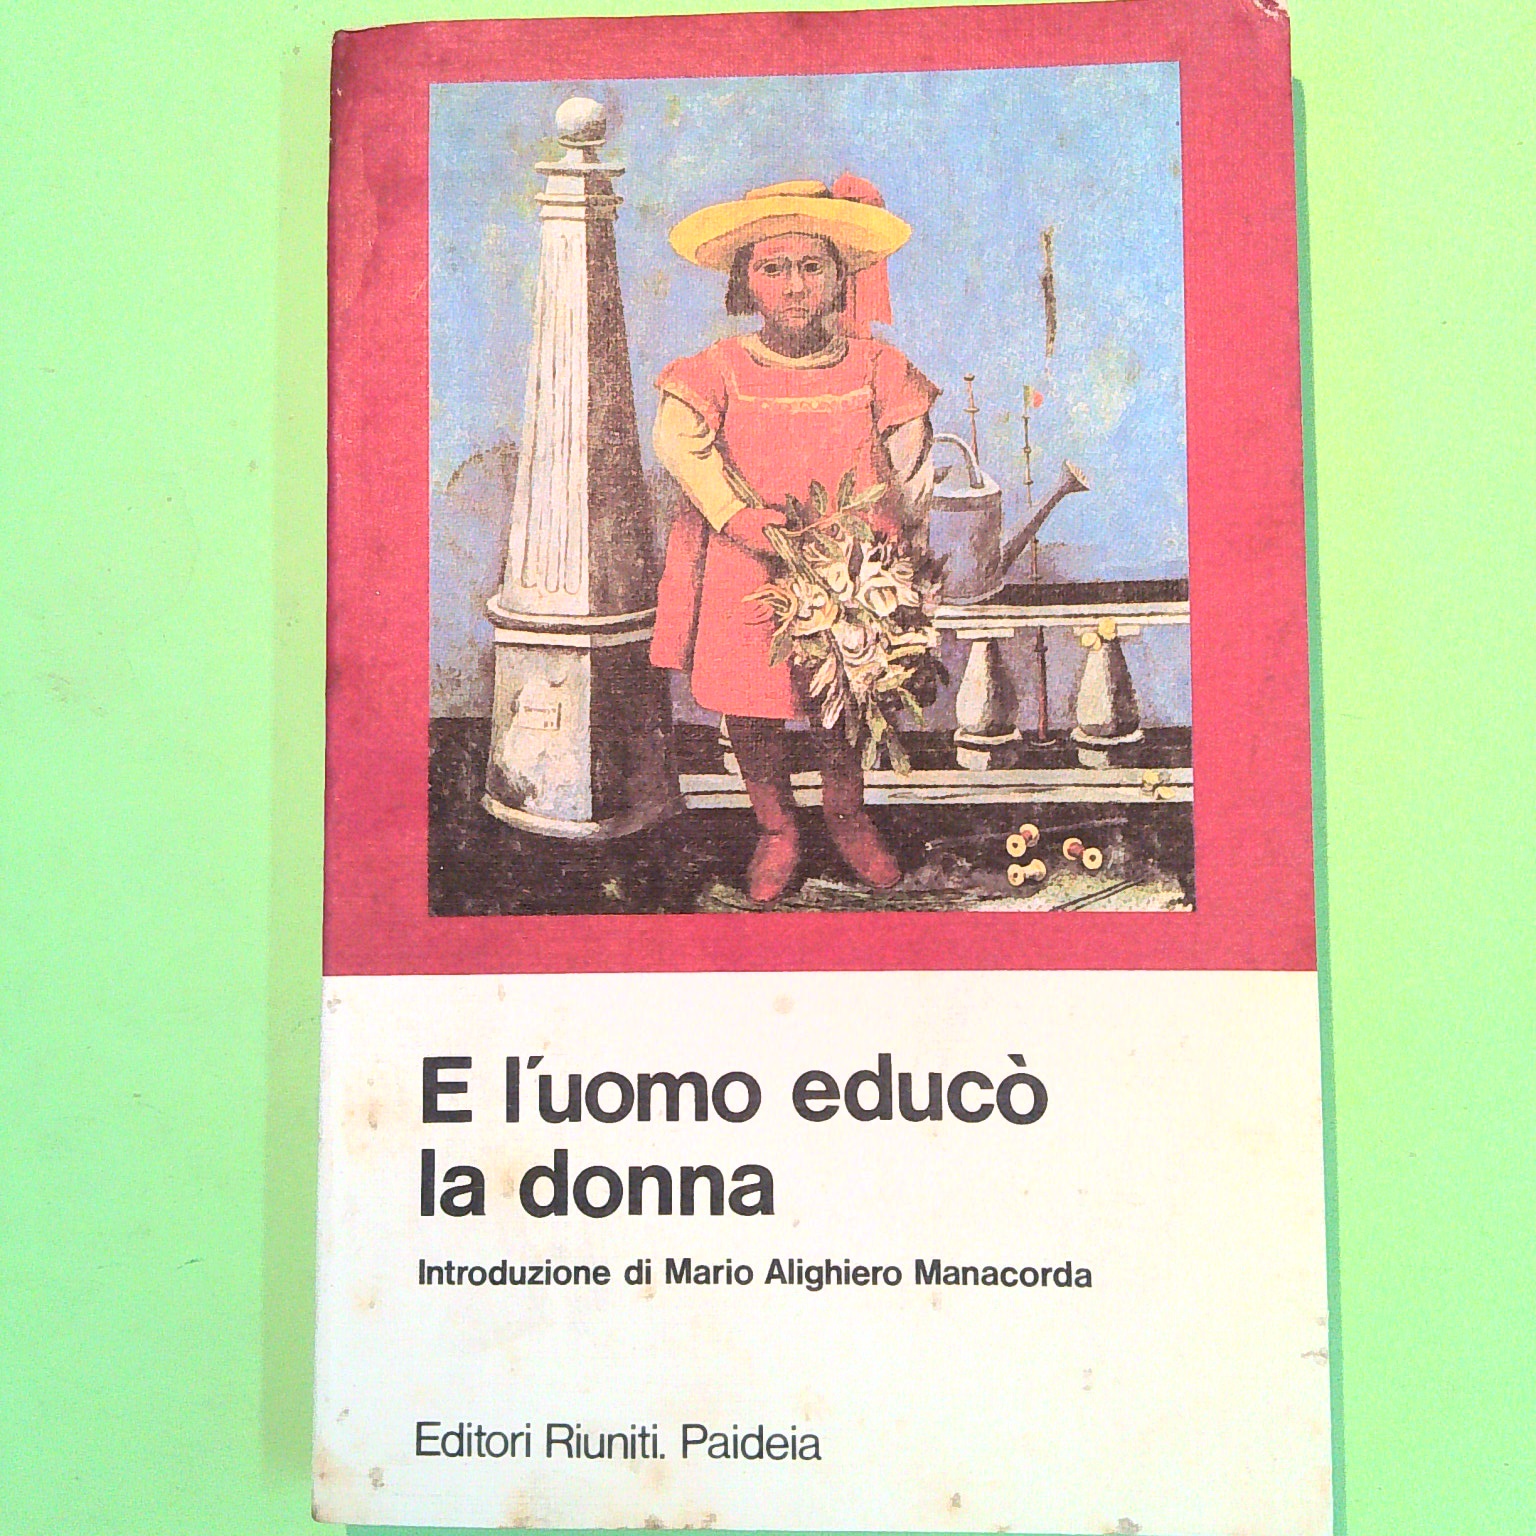 E l'uomo educò
la donna
Introduzione di Mario Alighiero Manacorda
Editori Riuniti. Paideia